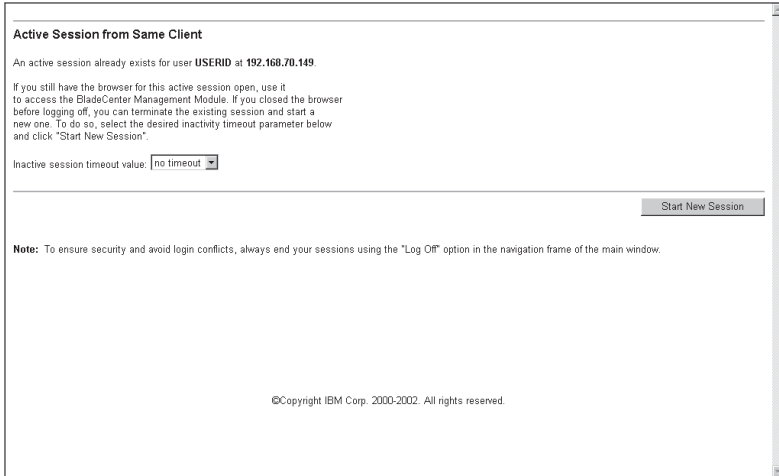 Active Session from Same Client
An active session already exists for user USERID at 192.168.70.149.
If you still have the browser for this active session open, use it
to access the BladeCenter Management Module. If you closed the browser
before logging off, you can terminate the existing session and start a
new one. To do so, select the desired inactivity timeout parameter below
and click "Start New Session".
Inactive session timeout value: no timeout
Start New Session
Note: To ensure security and avoid login conflicts, always end your sessions using the "Log Off" option in the navigation frame of the main window.
©Copyright IBM Corp. 2000-2002. All rights reserved.